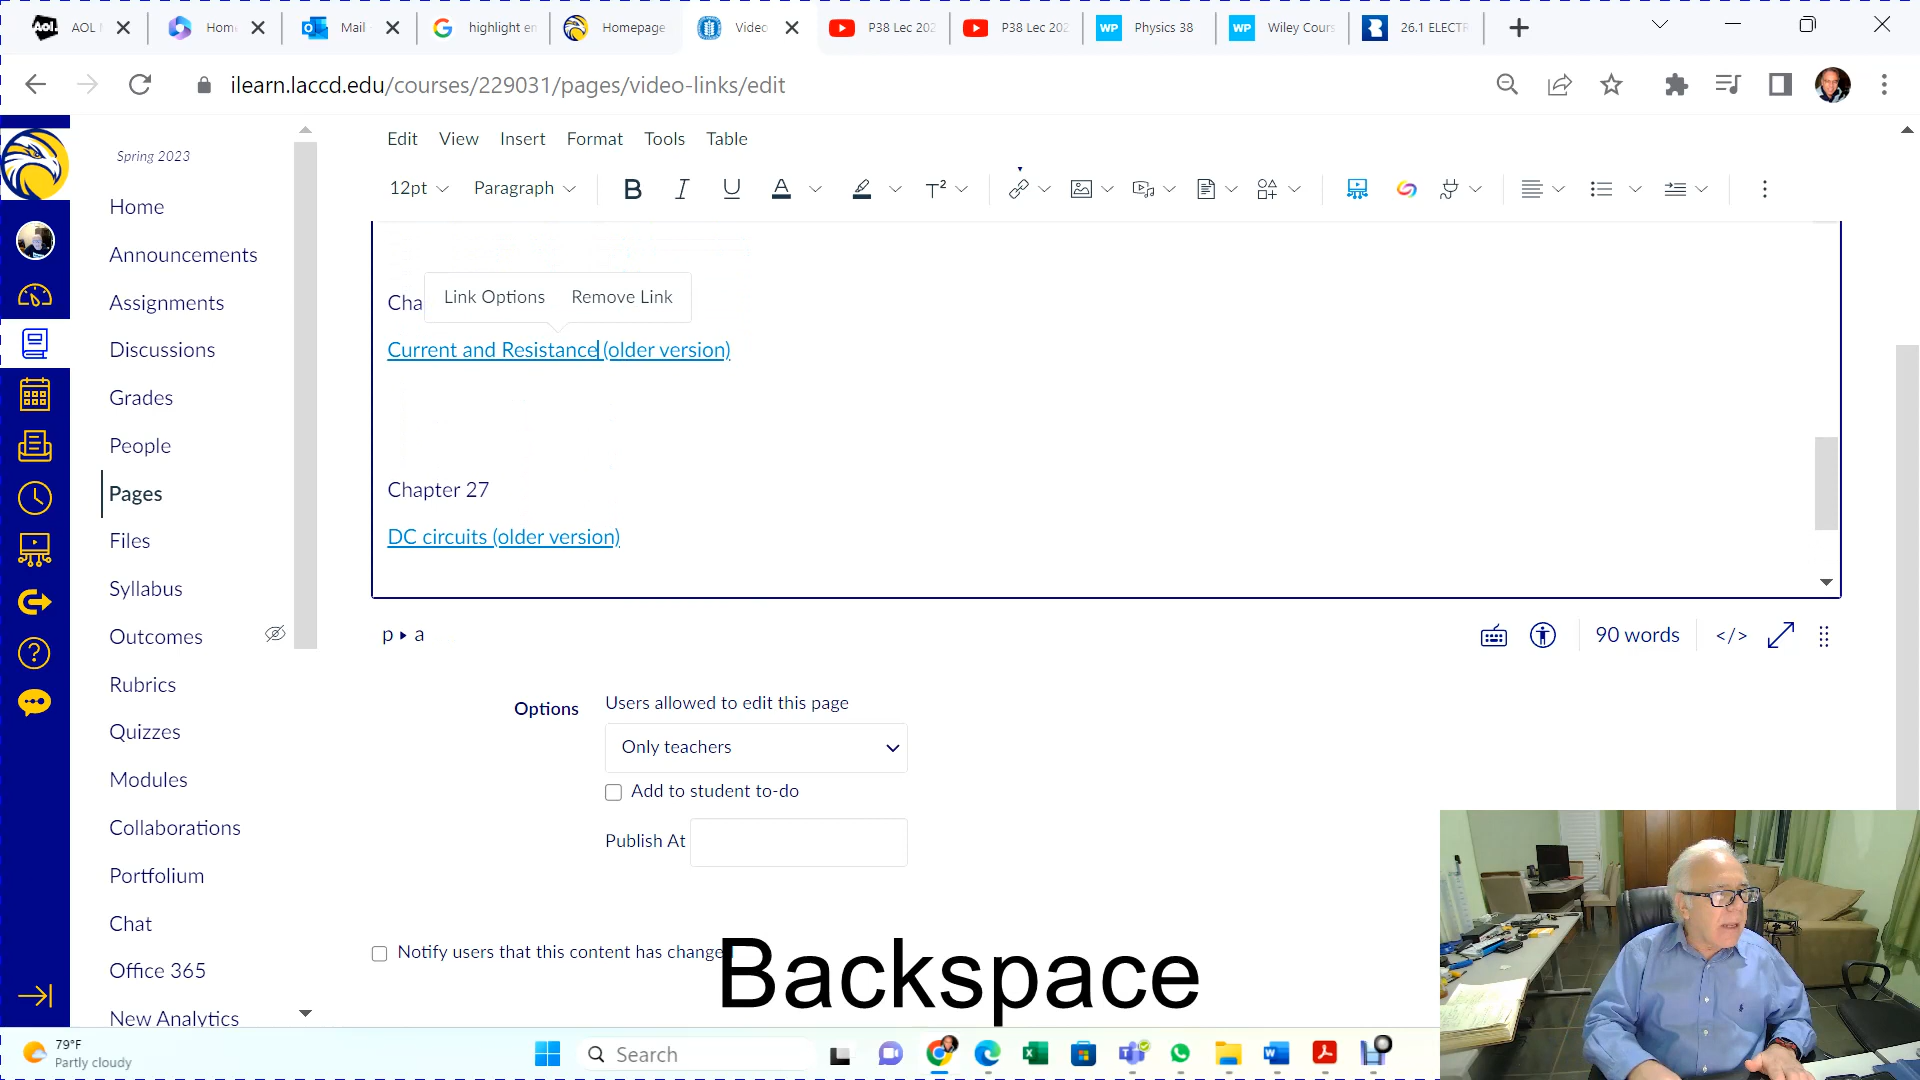 Aol.
AOL
Hom
Mail
highlight en
Homepage
Video
P38 Lec 202
P38 Lec 202
WP
Physics 38
WP
Wiley Cours
26.1 ELECTR
ilearn.laccd.edu/courses/229031/pages/video-links/edit
Spring 2023
Home
Announcements
Assignments
Discussions
Grades
People
Pages
Files
Syllabus
Outcomes
Rubrics
Quizzes
Modules
Collaborations
Portfolium
Chat
Office 365
New Analytics
Edit View Insert Format Tools Table
12pt Paragraph
Cha
Link Options Remove Link
Current and Resistance (older version)
Chapter 27
DC circuits (older version)
p ▸ a
90 words
</>
Options
Users allowed to edit this page
Only teachers
Add to student to-do
Publish At
Notify users that this content has change
Backspace
79°F
Partly cloudy
Search